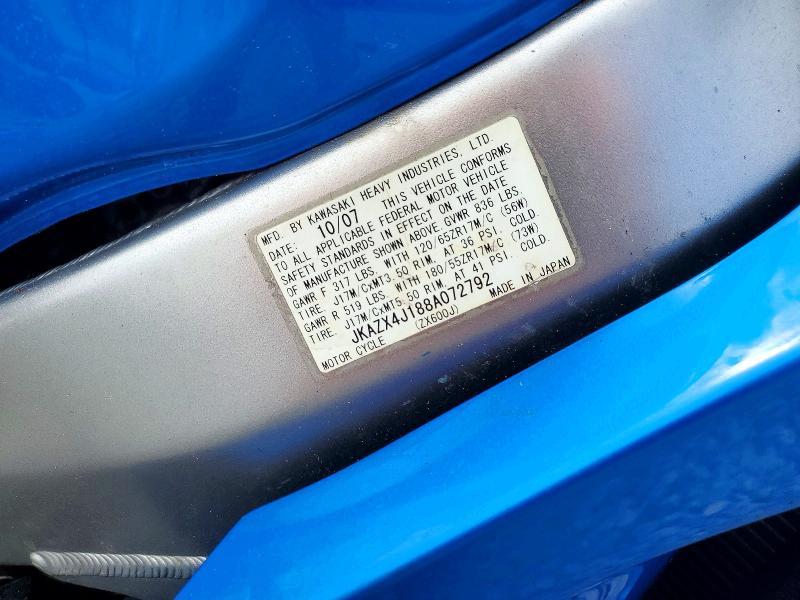 MFD. BY KAWASAKI HEAVY INDUSTRIES, LTD.
DATE: 10/07 THIS VEHICLE CONFORMS
TO ALL APPLICABLE FEDERAL MOTOR VEHICLE
SAFETY STANDARDS IN EFFECT ON THE DATE
OF MANUFACTURE SHOWN ABOVE. GVWR 836 LBS.
GAWR F 317 LBS. WITH 120/65ZR17M/C (56W)
TIRE. J17M/CxMT3.50 RIM. AT 36 PSI. COLD.
GAWR R 519 LBS. WITH 180/55ZR17M/C (73W)
TIRE. J17M/CxMT5.50 RIM. AT 41 PSI. COLD.
JKAZX4J188A072792
MOTOR CYCLE (ZX600J) MADE IN JAPAN